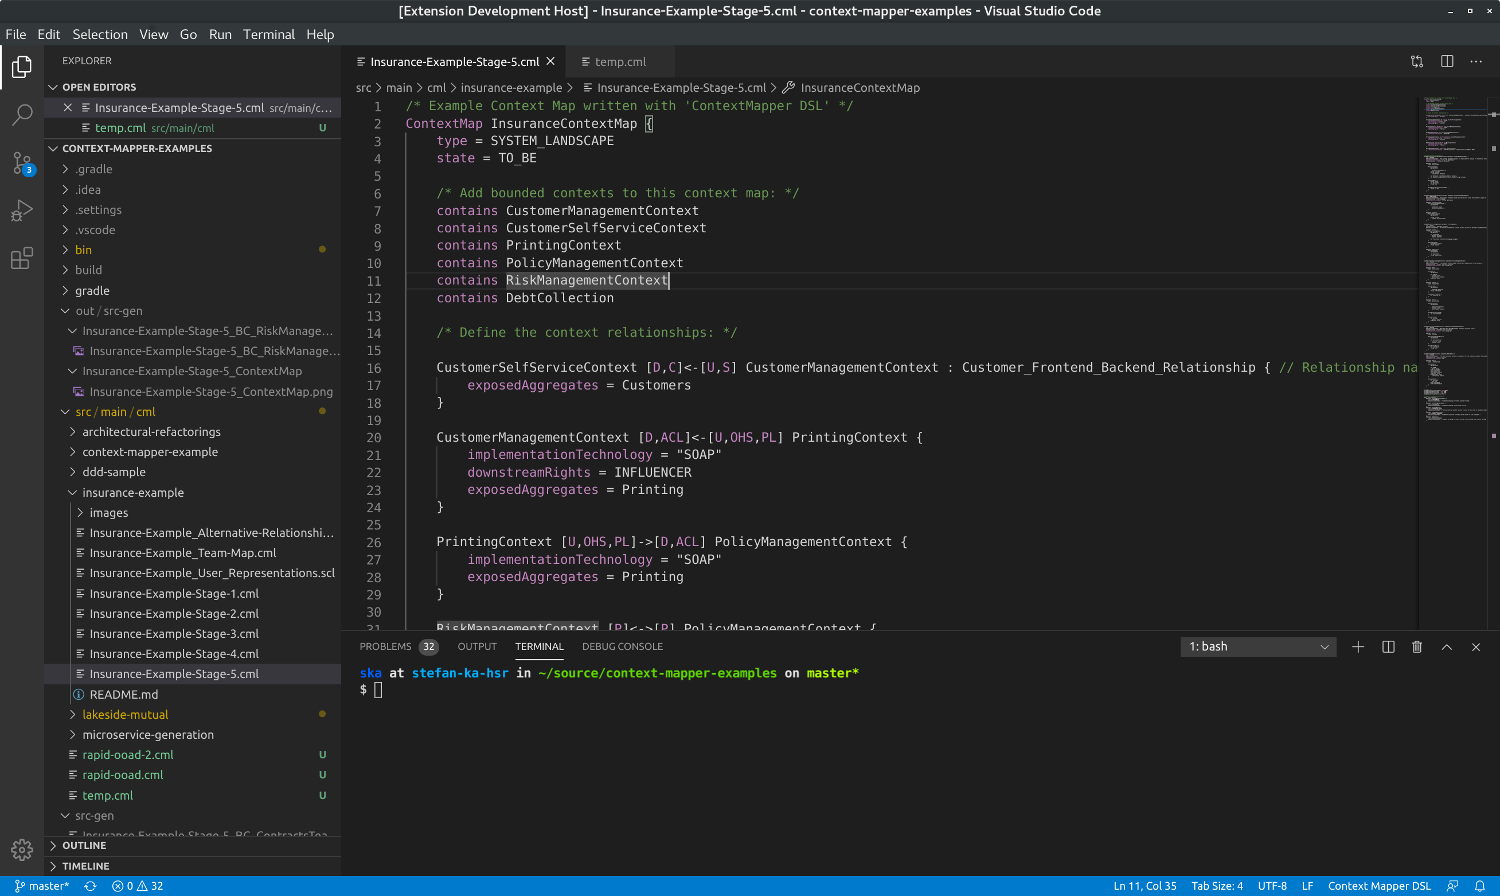 [Extension Development Host] - Insurance-Example-Stage-5.cml - context-mapper-examples - Visual Studio Code
File Edit Selection View Go Run Terminal Help
EXPLORER
OPEN EDITORS
Insurance-Example-Stage-5.cml src/main/c...
temp.cml src/main/cml U
CONTEXT-MAPPER-EXAMPLES
.gradle
.idea
.settings
.vscode
bin
build
gradle
out / src-gen
Insurance-Example-Stage-5_BC_RiskManage...
Insurance-Example-Stage-5_BC_RiskManage...
Insurance-Example-Stage-5_ContextMap
Insurance-Example-Stage-5_ContextMap.png
src / main / cml
architectural-refactorings
context-mapper-example
ddd-sample
insurance-example
images
Insurance-Example_Alternative-Relationshi...
Insurance-Example_Team-Map.cml
Insurance-Example_User_Representations.scl
Insurance-Example-Stage-1.cml
Insurance-Example-Stage-2.cml
Insurance-Example-Stage-3.cml
Insurance-Example-Stage-4.cml
Insurance-Example-Stage-5.cml
README.md
lakeside-mutual
microservice-generation
rapid-ooad-2.cml U
rapid-ooad.cml U
temp.cml U
src-gen
Insurance-Example-Stage-5_BC_ContractsTea
OUTLINE
TIMELINE
3
Insurance-Example-Stage-5.cml temp.cml
src > main > cml > insurance-example > Insurance-Example-Stage-5.cml > InsuranceContextMap
1 /* Example Context Map written with 'ContextMapper DSL' */
2 ContextMap InsuranceContextMap {
3 type = SYSTEM_LANDSCAPE
4 state = TO_BE
5
6 /* Add bounded contexts to this context map: */
7 contains CustomerManagementContext
8 contains CustomerSelfServiceContext
9 contains PrintingContext
10 contains PolicyManagementContext
11 contains RiskManagementContext
12 contains DebtCollection
13
14 /* Define the context relationships: */
15
16 CustomerSelfServiceContext [D,C]<-[U,S] CustomerManagementContext : Customer_Frontend_Backend_Relationship { // Relationship na
17 exposedAggregates = Customers
18 }
19
20 CustomerManagementContext [D,ACL]<-[U,OHS,PL] PrintingContext {
21 implementationTechnology = "SOAP"
22 downstreamRights = INFLUENCER
23 exposedAggregates = Printing
24 }
25
26 PrintingContext [U,OHS,PL]->[D,ACL] PolicyManagementContext {
27 implementationTechnology = "SOAP"
28 exposedAggregates = Printing
29 }
30
31 RiskManagementContext [P]<->[P] PolicyManagementContext {
PROBLEMS 32 OUTPUT TERMINAL DEBUG CONSOLE 1: bash
ska at stefan-ka-hsr in ~/source/context-mapper-examples on master*
$
master* 0 32 Ln 11, Col 35 Tab Size: 4 UTF-8 LF Context Mapper DSL